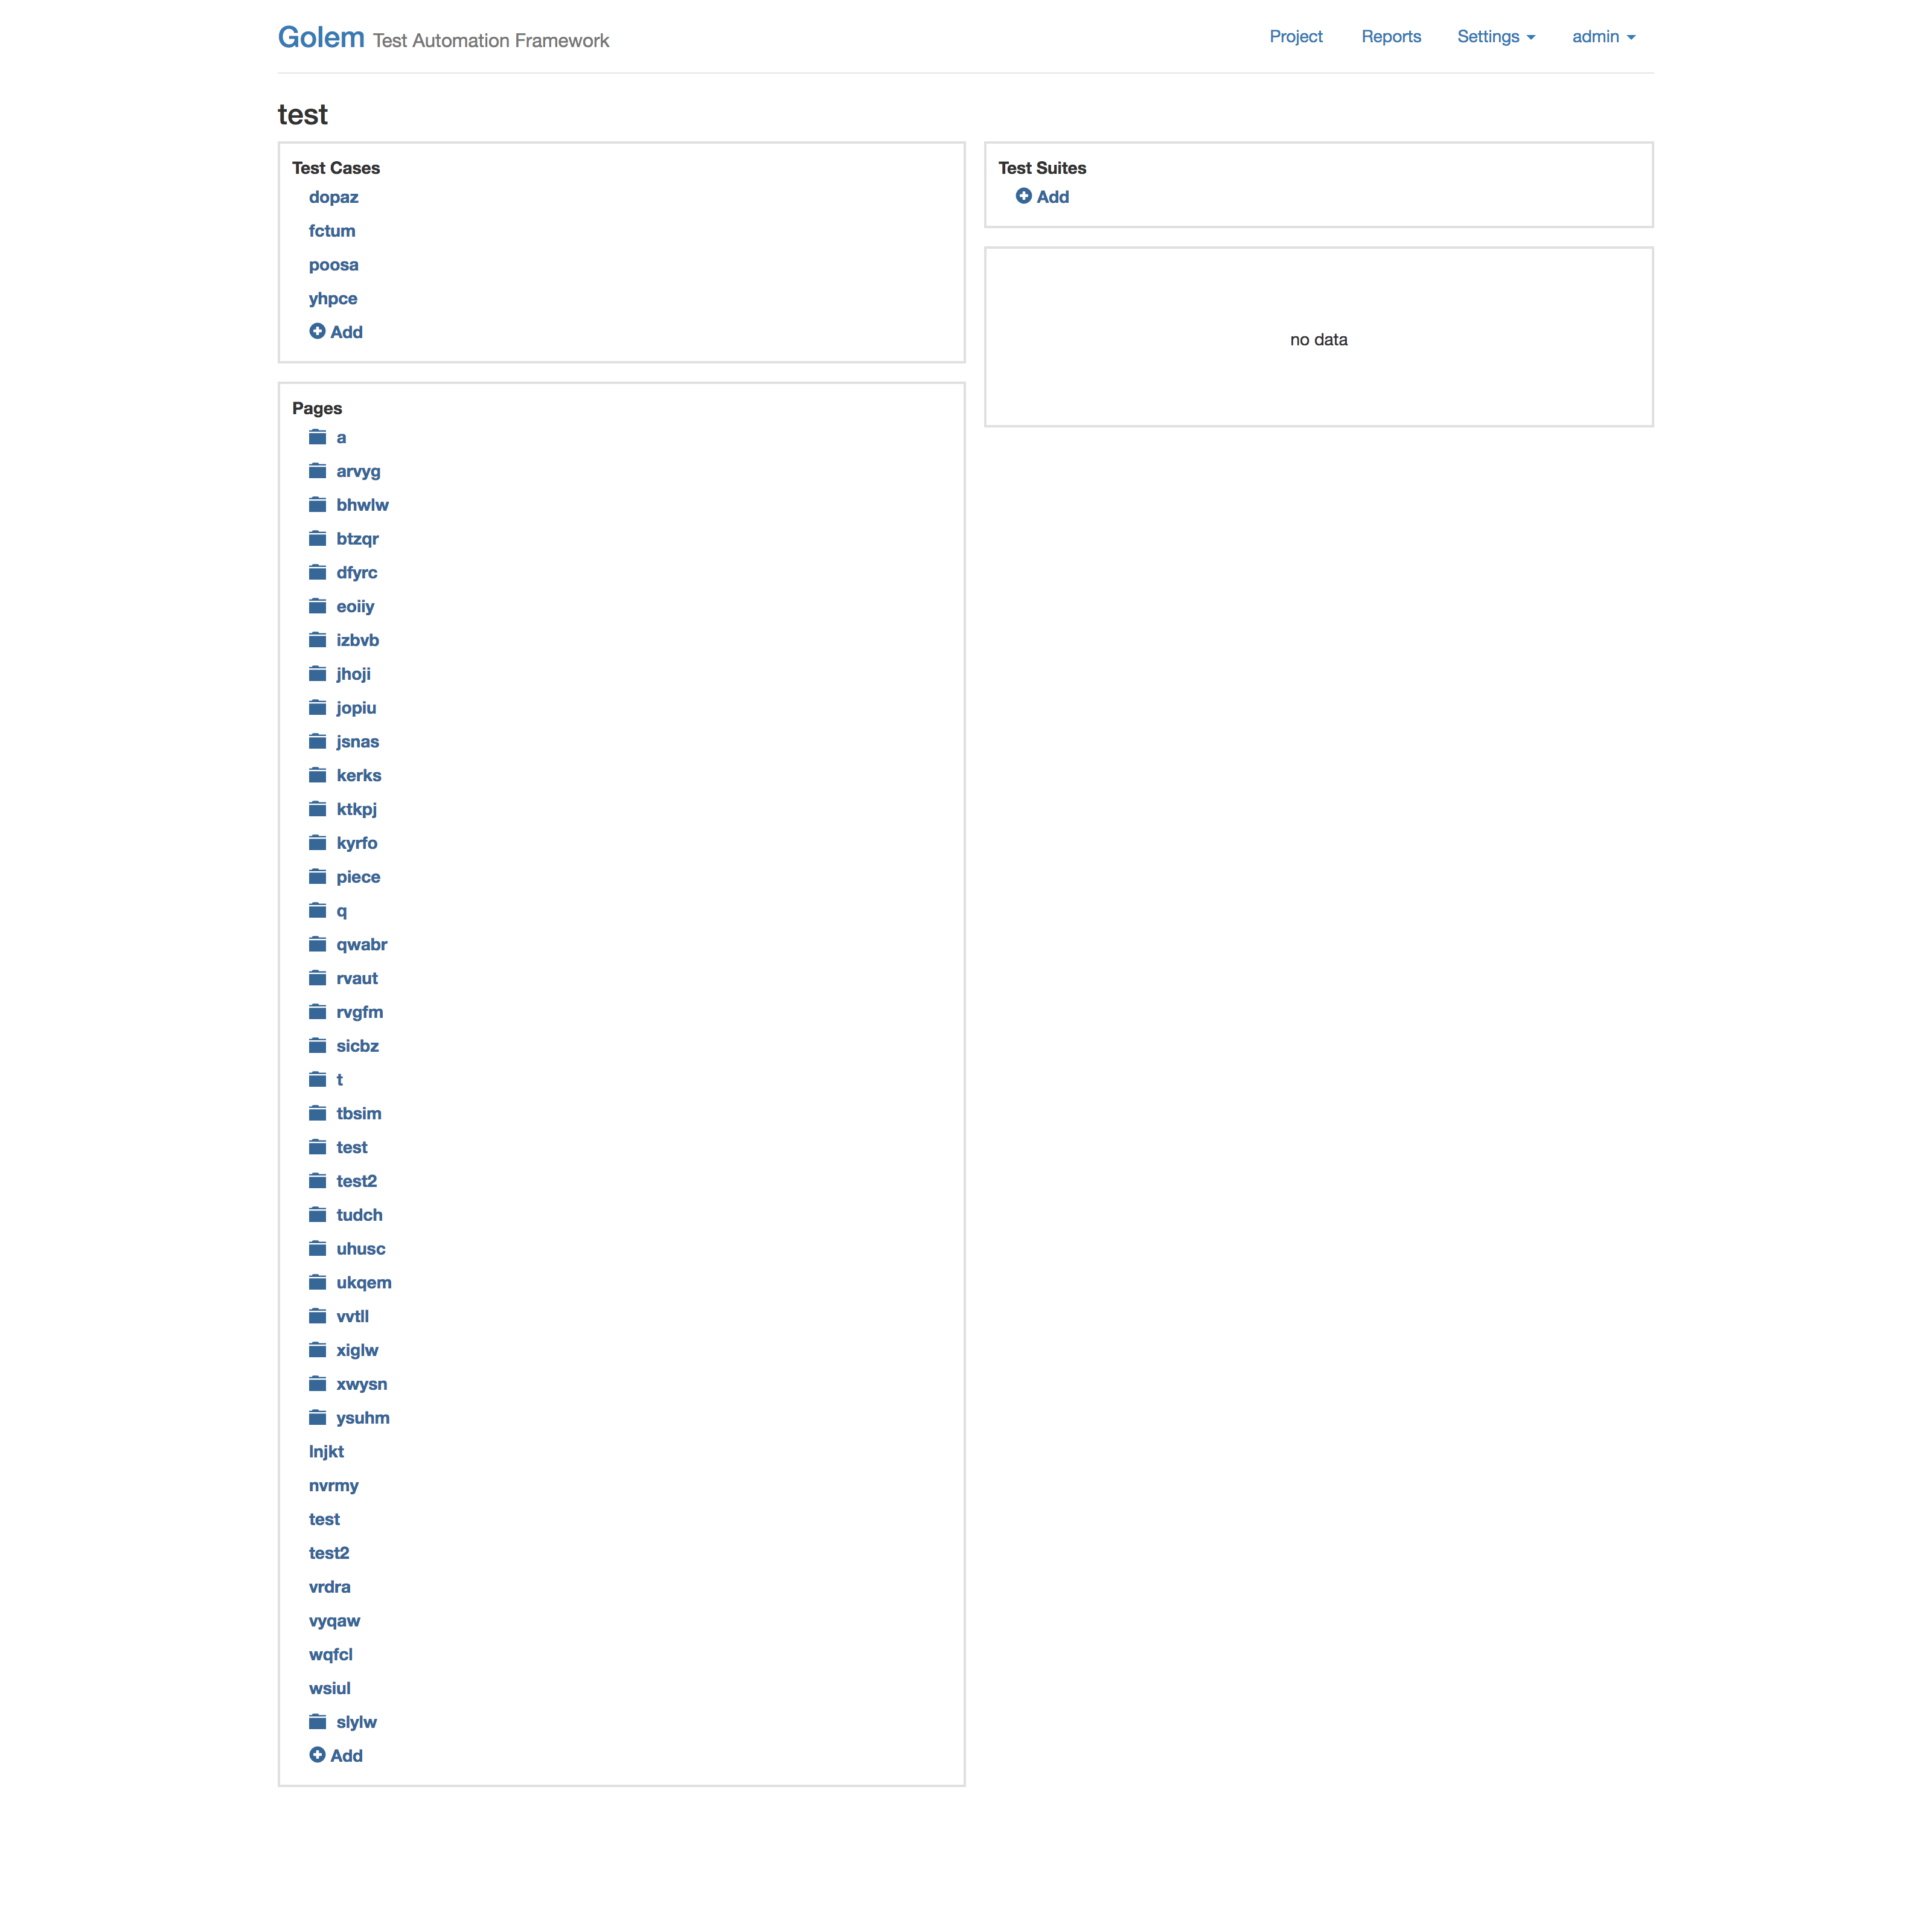 Golem Test Automation Framework
Project Reports Settings admin
test
Test Cases
dopaz
fctum
poosa
yhpce
Add
Pages
a
arvyg
bhwlw
btzqr
dfyrc
eoiiy
izbvb
jhoji
jopiu
jsnas
kerks
ktkpj
kyrfo
piece
q
qwabr
rvaut
rvgfm
sicbz
t
tbsim
test
test2
tudch
uhusc
ukqem
vvtll
xiglw
xwysn
ysuhm
lnjkt
nvrmy
test
test2
vrdra
vyqaw
wqfcl
wsiul
slylw
Add
Test Suites
Add
no data